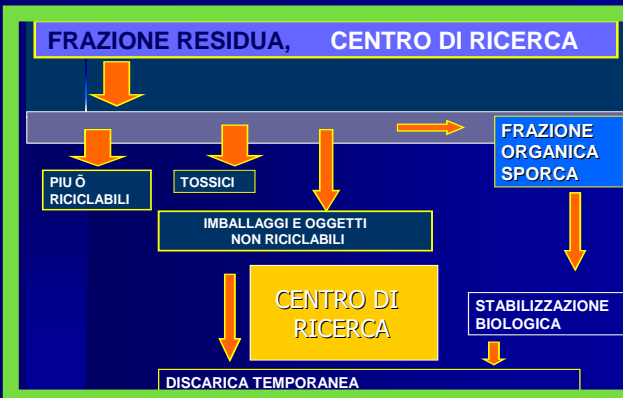 FRAZIONE RESIDUA, CENTRO DI RICERCA
FRAZIONE
ORGANICA
SPORCA
PIU Õ
RICICLABILI
TOSSICI
IMBALLAGGI E OGGETTI
NON RICICLABILI
CENTRO DI
RICERCA
STABILIZZAZIONE
BIOLOGICA
DISCARICA TEMPORANEA